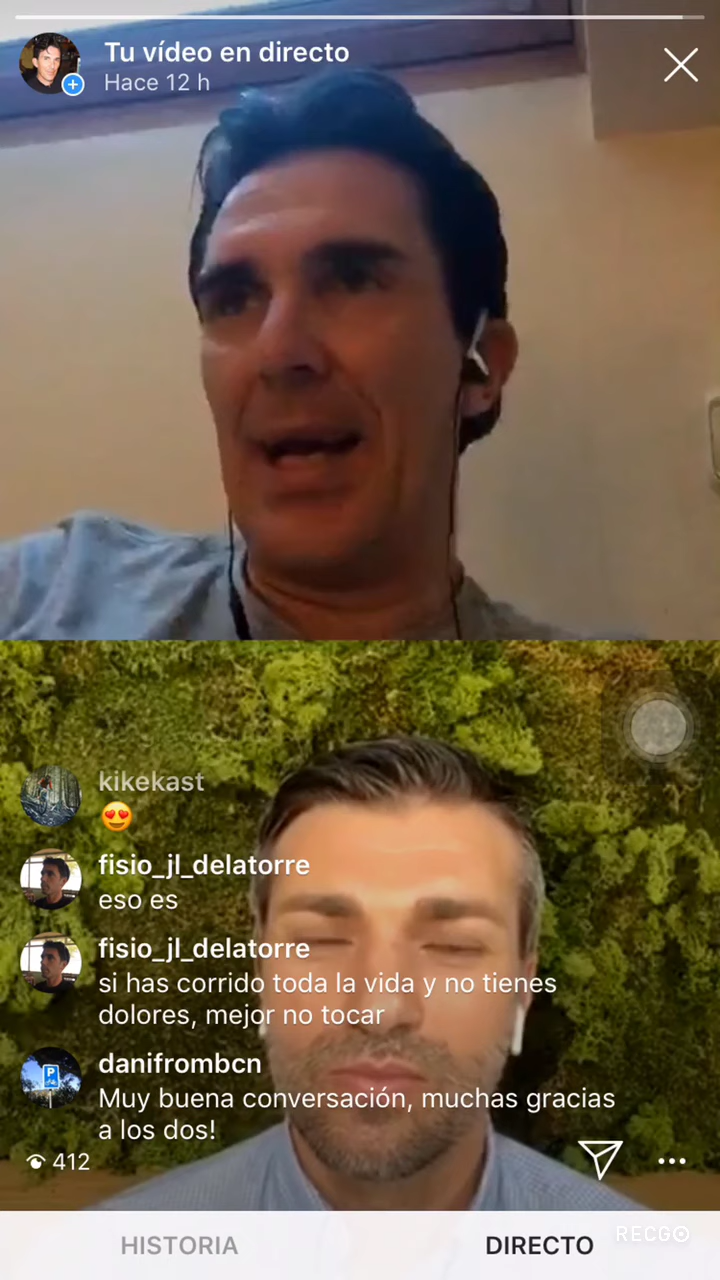 Tu vídeo en directo
Hace 12 h
kikekast
😍
fisio_jl_delatorre
eso es
fisio_jl_delatorre
si has corrido toda la vida y no tienes
dolores, mejor no tocar
danifrombcn
P
Muy buena conversación, muchas gracias
a los dos!
412
HISTORIA
DIRECTO
RECGO